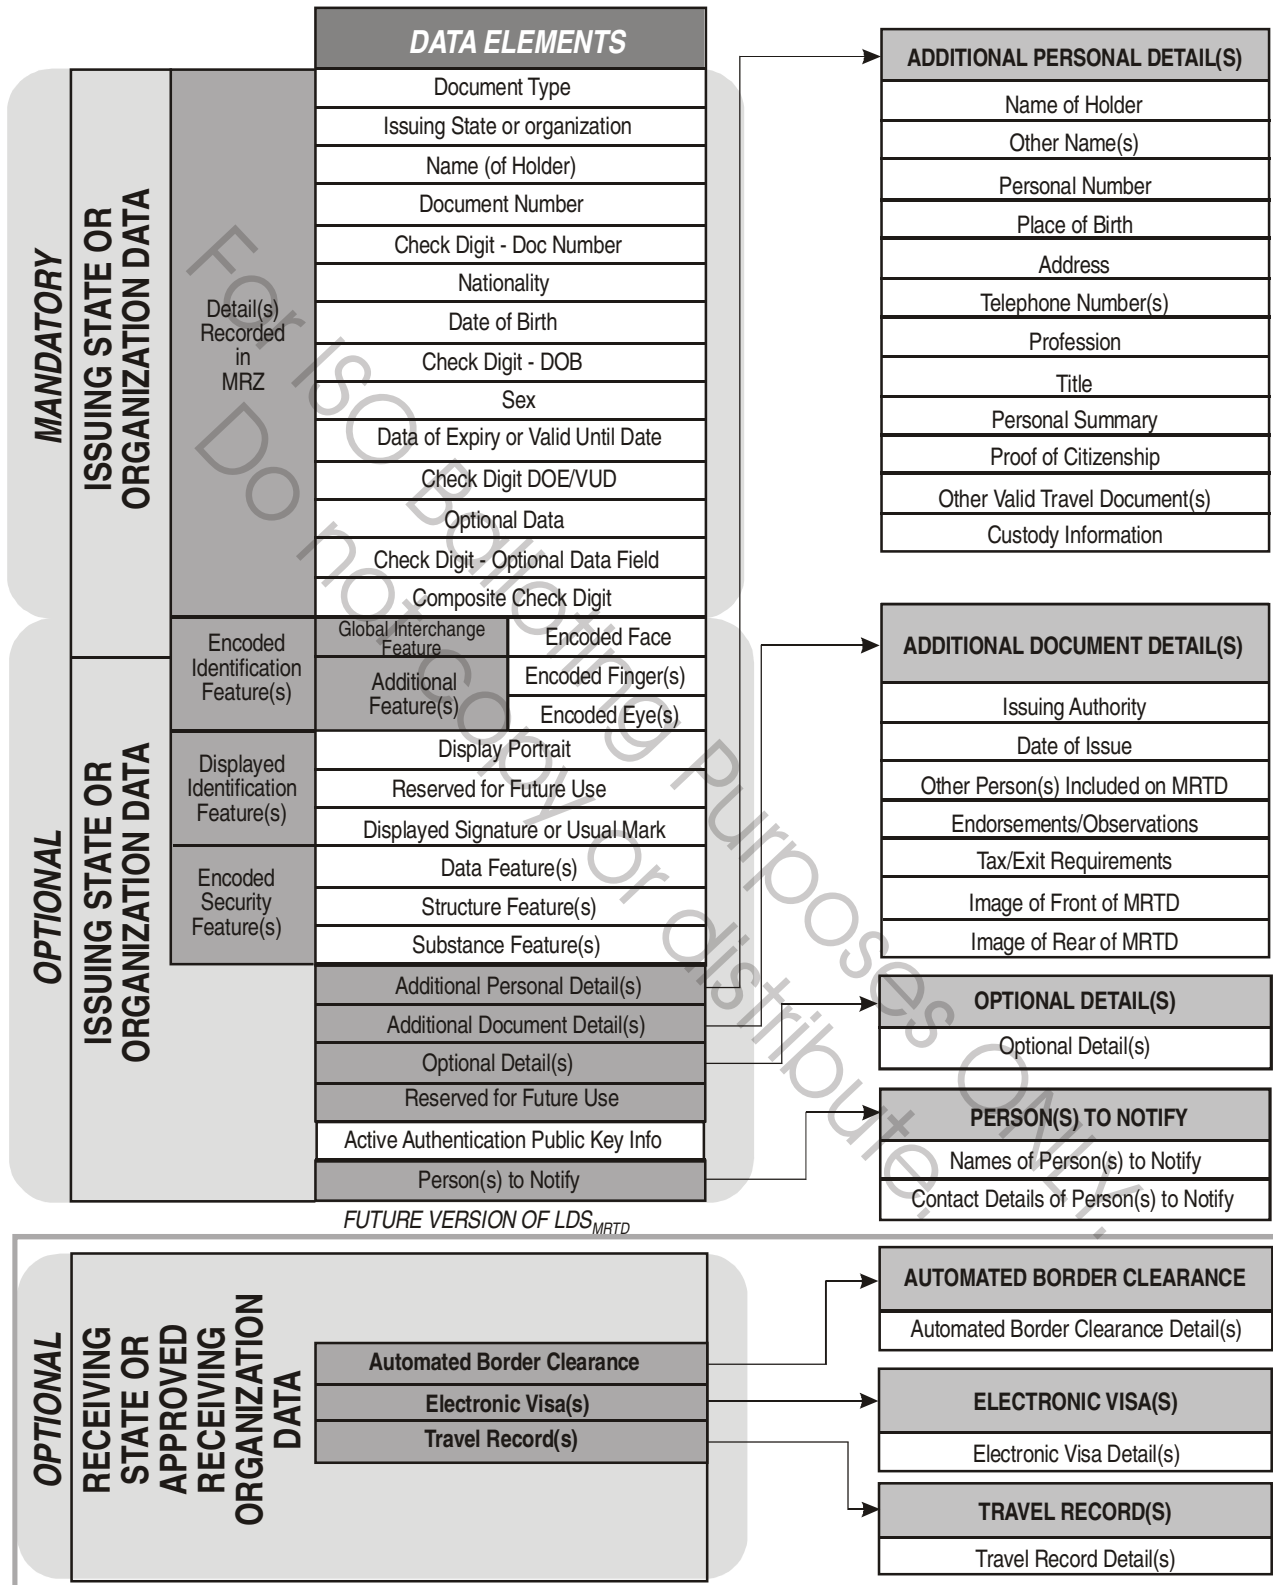 DATA ELEMENTS
MANDATORY
ISSUING STATE OR
ORGANIZATION DATA
Detail(s)
Recorded
in
MRZ
Document Type
Issuing State or organization
Name (of Holder)
Document Number
Check Digit - Doc Number
Nationality
Date of Birth
Check Digit - DOB
Sex
Data of Expiry or Valid Until Date
Check Digit DOE/VUD
Optional Data
Check Digit - Optional Data Field
Composite Check Digit
OPTIONAL
ISSUING STATE OR
ORGANIZATION DATA
Encoded
Identification
Feature(s)
Global Interchange
Feature
Encoded Face
Additional
Feature(s)
Encoded Finger(s)
Encoded Eye(s)
Displayed
Identification
Feature(s)
Display Portrait
Reserved for Future Use
Displayed Signature or Usual Mark
Encoded
Security
Feature(s)
Data Feature(s)
Structure Feature(s)
Substance Feature(s)
Additional Personal Detail(s)
Additional Document Detail(s)
Optional Detail(s)
Reserved for Future Use
Active Authentication Public Key Info
Person(s) to Notify
ADDITIONAL PERSONAL DETAIL(S)
Name of Holder
Other Name(s)
Personal Number
Place of Birth
Address
Telephone Number(s)
Profession
Title
Personal Summary
Proof of Citizenship
Other Valid Travel Document(s)
Custody Information
ADDITIONAL DOCUMENT DETAIL(S)
Issuing Authority
Date of Issue
Other Person(s) Included on MRTD
Endorsements/Observations
Tax/Exit Requirements
Image of Front of MRTD
Image of Rear of MRTD
OPTIONAL DETAIL(S)
Optional Detail(s)
PERSON(S) TO NOTIFY
Names of Person(s) to Notify
Contact Details of Person(s) to Notify
FUTURE VERSION OF LDS MRTD
OPTIONAL
RECEIVING
STATE OR
APPROVED
RECEIVING
ORGANIZATION
DATA
Automated Border Clearance
Electronic Visa(s)
Travel Record(s)
AUTOMATED BORDER CLEARANCE
Automated Border Clearance Detail(s)
ELECTRONIC VISA(S)
Electronic Visa Detail(s)
TRAVEL RECORD(S)
Travel Record Detail(s)
For ISO Balloting Purposes ONLY.
Do not copy or distribute.